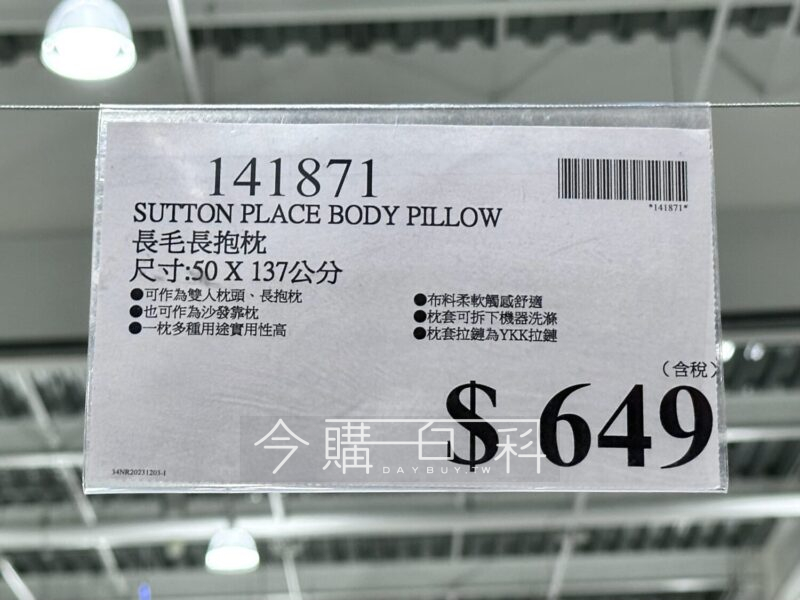 141871
*141871*
SUTTON PLACE BODY PILLOW
長毛長抱枕
尺寸:50 X 137公分
●可作為雙人枕頭、長抱枕
●也可作為沙發靠枕
●一枕多種用途實用性高
●布料柔軟觸感舒適
●枕套可拆下機器洗滌
●枕套拉鏈為YKK拉鏈
(含稅)
$ 649
今購百科
DAYBUY.TW
34NR20231203-1